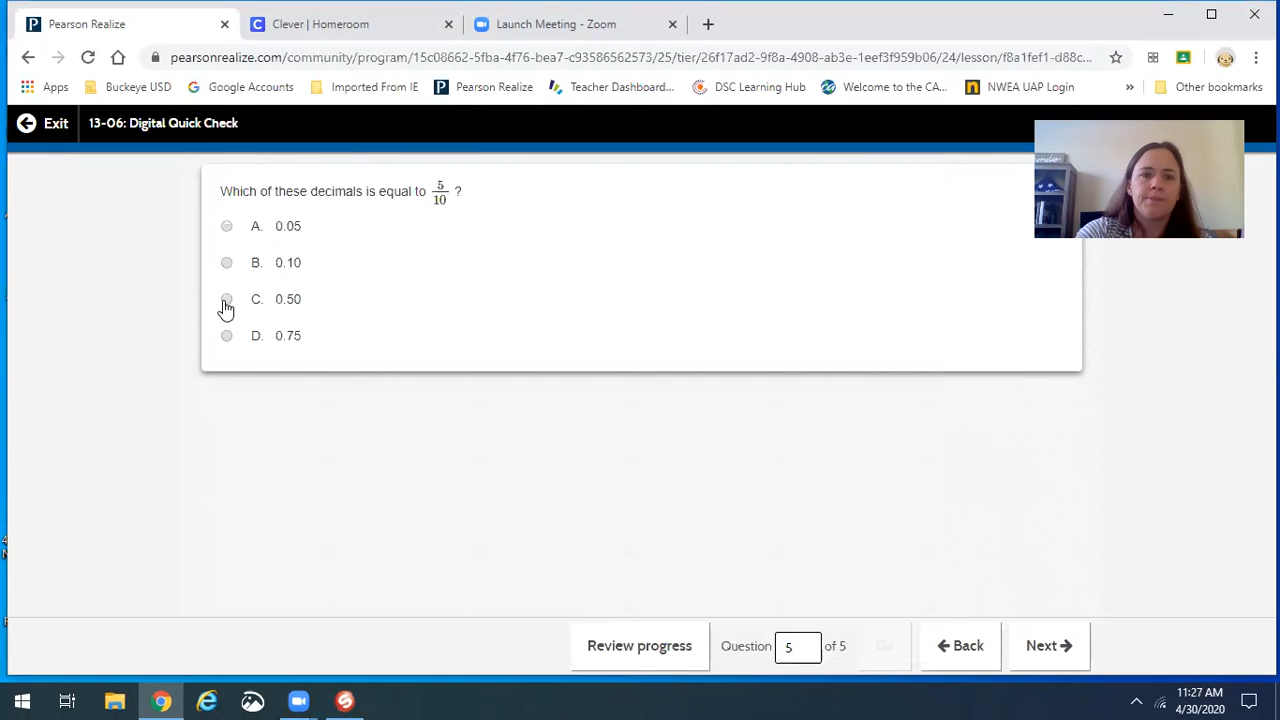 Pearson Realize
Clever | Homeroom
Launch Meeting - Zoom
pearsonrealize.com/community/program/15c08662-5fba-4f76-bea7-c93586562573/25/tier/26f17ad2-9f8a-4908-ab3e-1eef3f959b06/24/lesson/f8a1fef1-d88c...
Apps
Buckeye USD
Google Accounts
Imported From IE
Pearson Realize
Teacher Dashboard...
DSC Learning Hub
Welcome to the CA...
NWEA UAP Login
»
Other bookmarks
Exit
13-06: Digital Quick Check
Which of these decimals is equal to 5/10 ?
A. 0.05
B. 0.10
C. 0.50
D. 0.75
Review progress
Question 5 of 5
Go
Back
Next
11:27 AM
4/30/2020